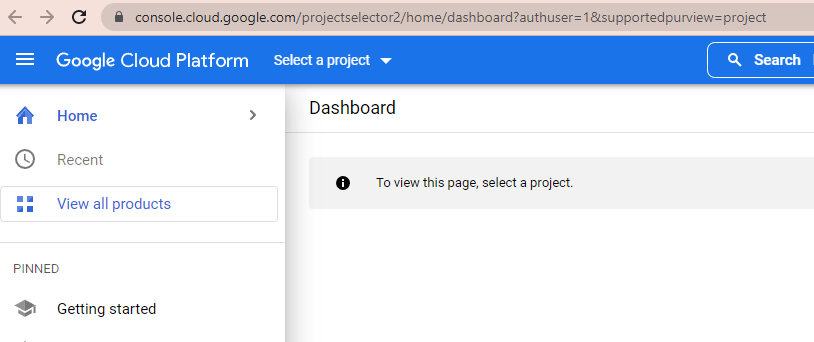 console.cloud.google.com/projectselector2/home/dashboard?authuser=1&supportedpurview=project
Google Cloud Platform
Select a project
Search
Home
Dashboard
Recent
To view this page, select a project.
View all products
PINNED
Getting started